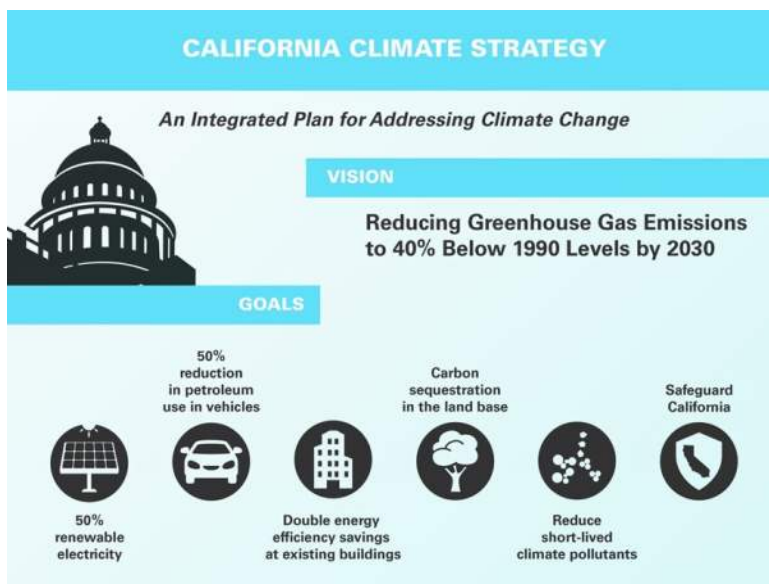 CALIFORNIA CLIMATE STRATEGY
An Integrated Plan for Addressing Climate Change
VISION
Reducing Greenhouse Gas Emissions
to 40% Below 1990 Levels by 2030
GOALS
50%
renewable
electricity
50%
reduction
in petroleum
use in vehicles
Double energy
efficiency savings
at existing buildings
Carbon
sequestration
in the land base
Reduce
short-lived
climate pollutants
Safeguard
California